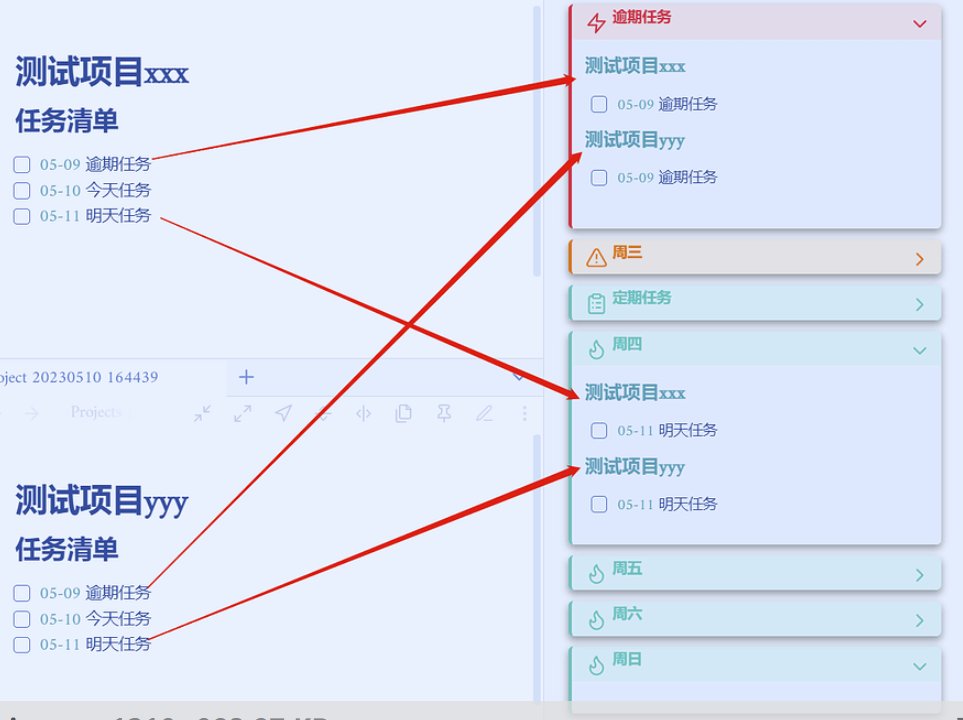 测试项目xxx
任务清单
05-09 逾期任务
05-10 今天任务
05-11 明天任务
oject 20230510 164439
Projects
测试项目yyy
任务清单
05-09 逾期任务
05-10 今天任务
05-11 明天任务
逾期任务
测试项目xxx
05-09 逾期任务
测试项目yyy
05-09 逾期任务
周三
定期任务
周四
测试项目xxx
05-11 明天任务
测试项目yyy
05-11 明天任务
周五
周六
周日